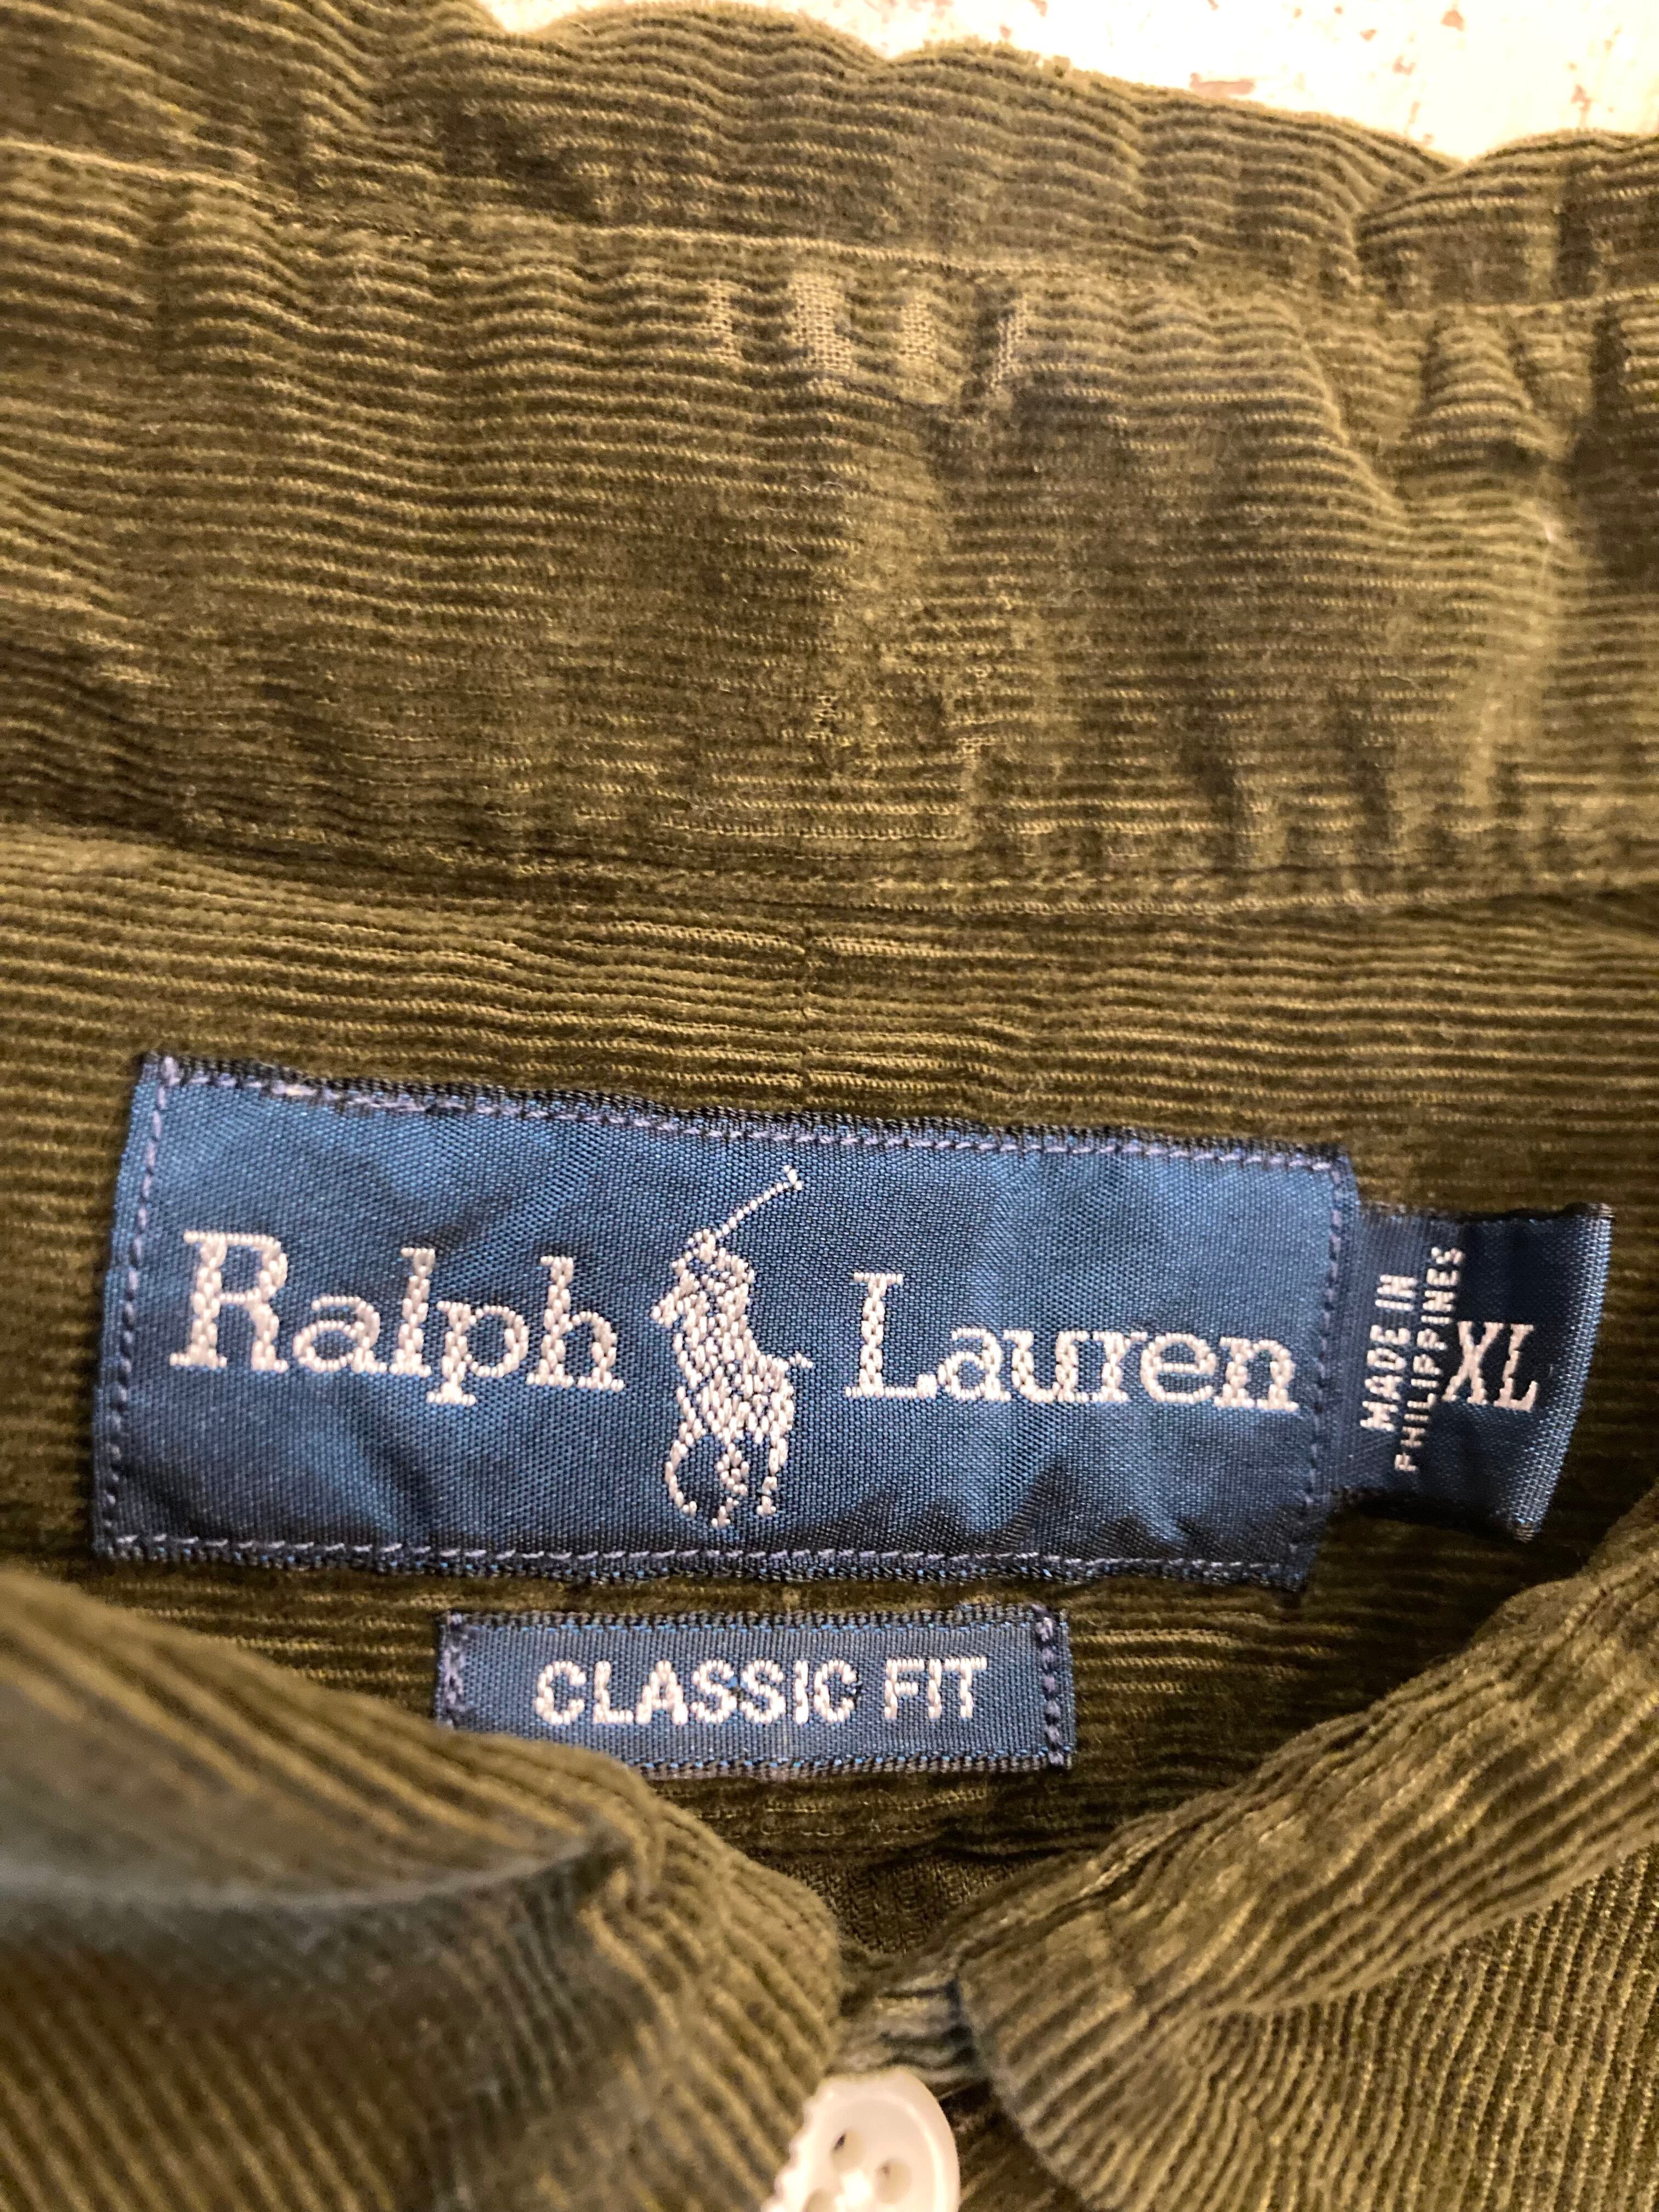 Ralph Lauren
MADE IN
PHILIPPINES
XL
CLASSIC FIT